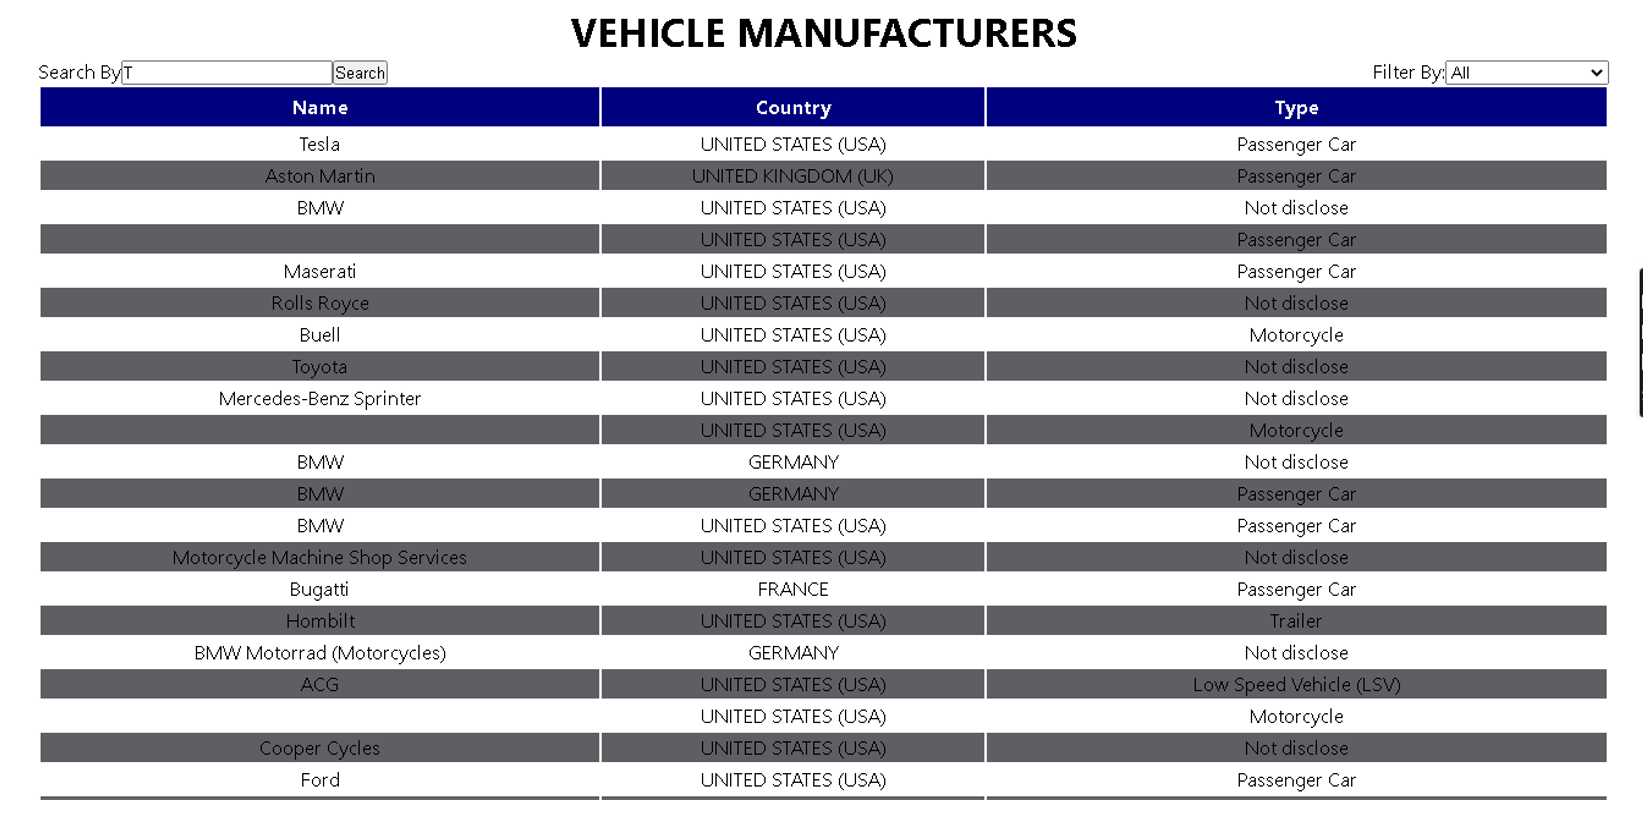 VEHICLE MANUFACTURERS
Search By T Search Filter By: All
Name Country Type
Tesla UNITED STATES (USA) Passenger Car
Aston Martin UNITED KINGDOM (UK) Passenger Car
BMW UNITED STATES (USA) Not disclose
UNITED STATES (USA) Passenger Car
Maserati UNITED STATES (USA) Passenger Car
Rolls Royce UNITED STATES (USA) Not disclose
Buell UNITED STATES (USA) Motorcycle
Toyota UNITED STATES (USA) Not disclose
Mercedes-Benz Sprinter UNITED STATES (USA) Not disclose
UNITED STATES (USA) Motorcycle
BMW GERMANY Not disclose
BMW GERMANY Passenger Car
BMW UNITED STATES (USA) Passenger Car
Motorcycle Machine Shop Services UNITED STATES (USA) Not disclose
Bugatti FRANCE Passenger Car
Hombilt UNITED STATES (USA) Trailer
BMW Motorrad (Motorcycles) GERMANY Not disclose
ACG UNITED STATES (USA) Low Speed Vehicle (LSV)
UNITED STATES (USA) Motorcycle
Cooper Cycles UNITED STATES (USA) Not disclose
Ford UNITED STATES (USA) Passenger Car